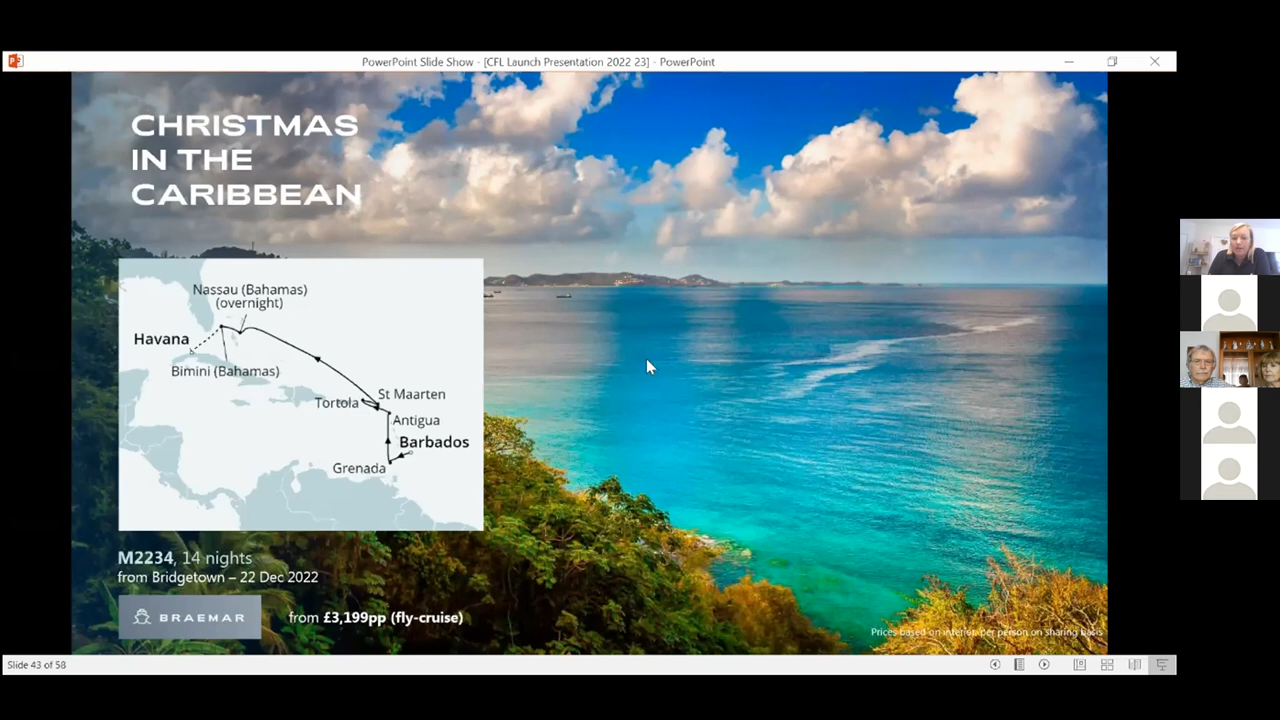 PowerPoint Slide Show - [CFL Launch Presentation 2022 23] - PowerPoint
CHRISTMAS
IN THE
CARIBBEAN
Nassau (Bahamas)
(overnight)
Havana
Bimini (Bahamas)
St Maarten
Tortola
Antigua
Barbados
Grenada
M2234, 14 nights
from Bridgetown – 22 Dec 2022
BRAEMAR
from £3,199pp (fly-cruise)
Prices based on interior, per person on sharing basis
Slide 43 of 58